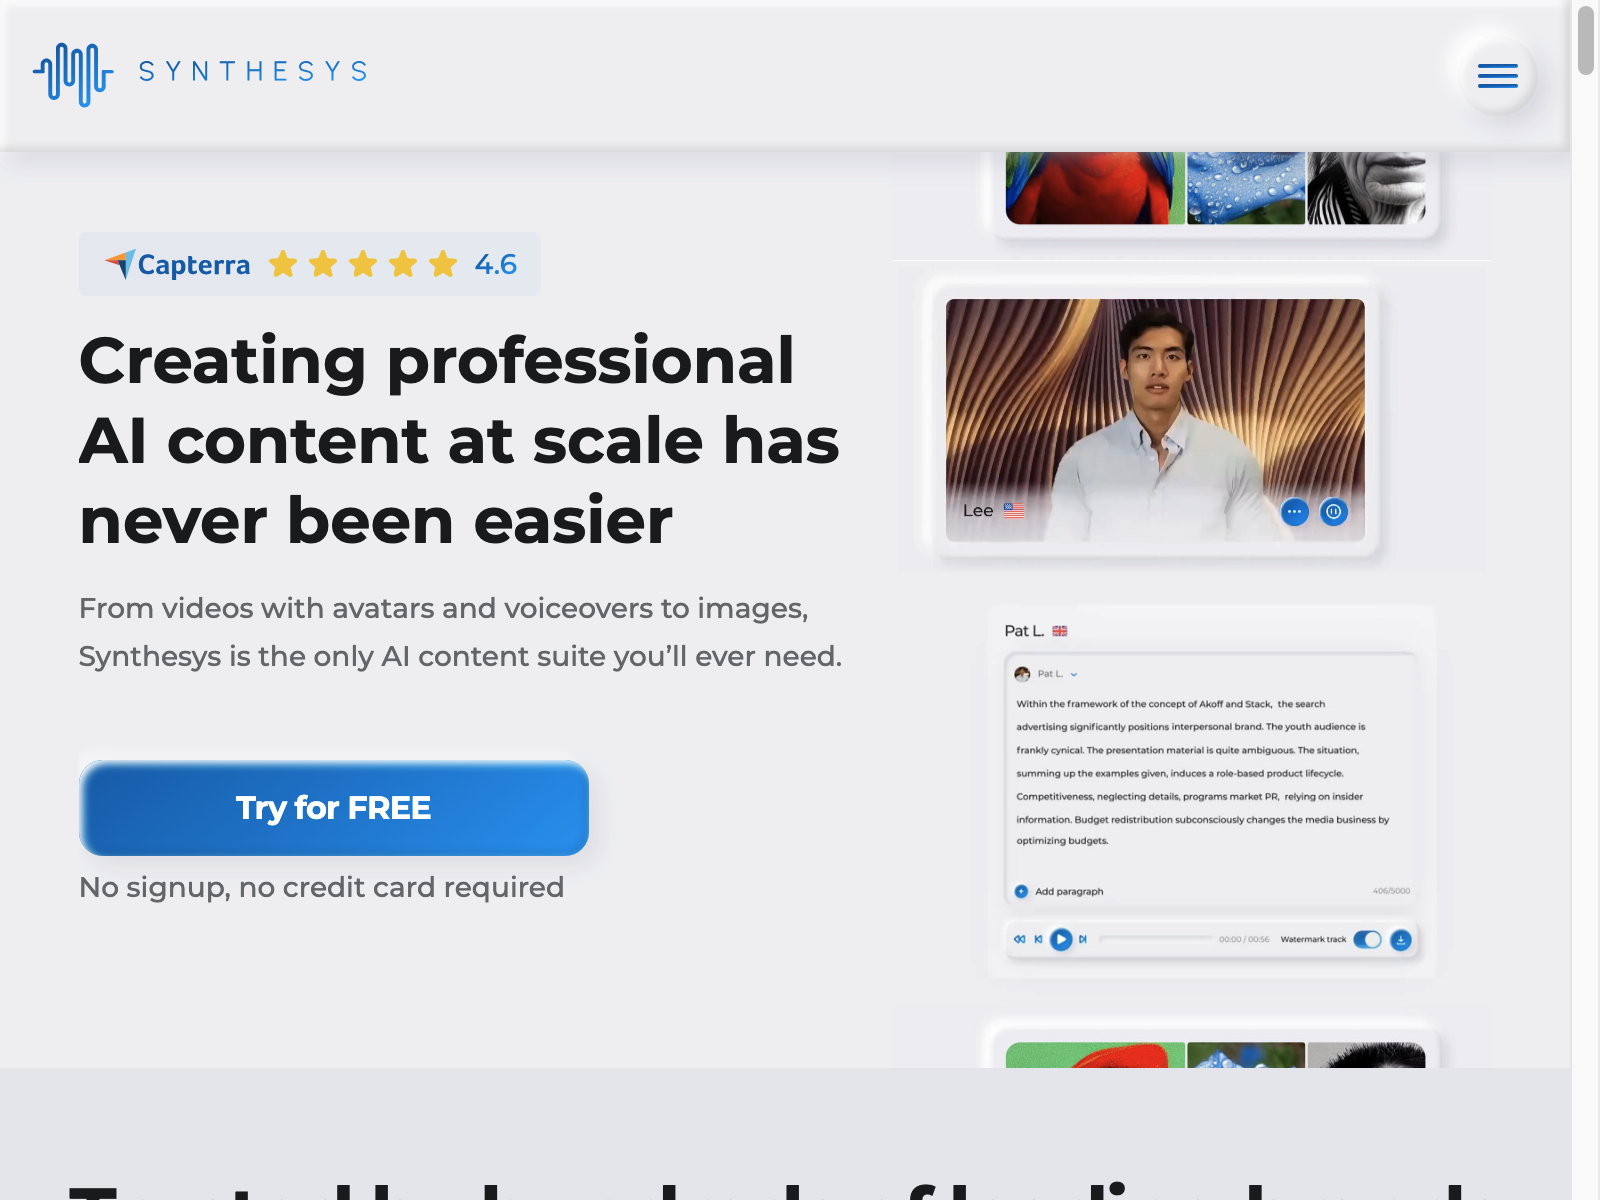 SYNTHESYS
Capterra 4.6
Creating professional
AI content at scale has
never been easier
From videos with avatars and voiceovers to images,
Synthesys is the only AI content suite you’ll ever need.
Try for FREE
No signup, no credit card required
Lee
Pat L.
Pat L.
Within the framework of the concept of Akoff and Stack, the search
advertising significantly positions interpersonal brand. The youth audience is
frankly cynical. The presentation material is quite ambiguous. The situation,
summing up the examples given, induces a role-based product lifecycle.
Competitiveness, neglecting details, programs market PR, relying on insider
information. Budget redistribution subconsciously changes the media business by
optimizing budgets.
Add paragraph
406/5000
00:00 / 00:56 Watermark track